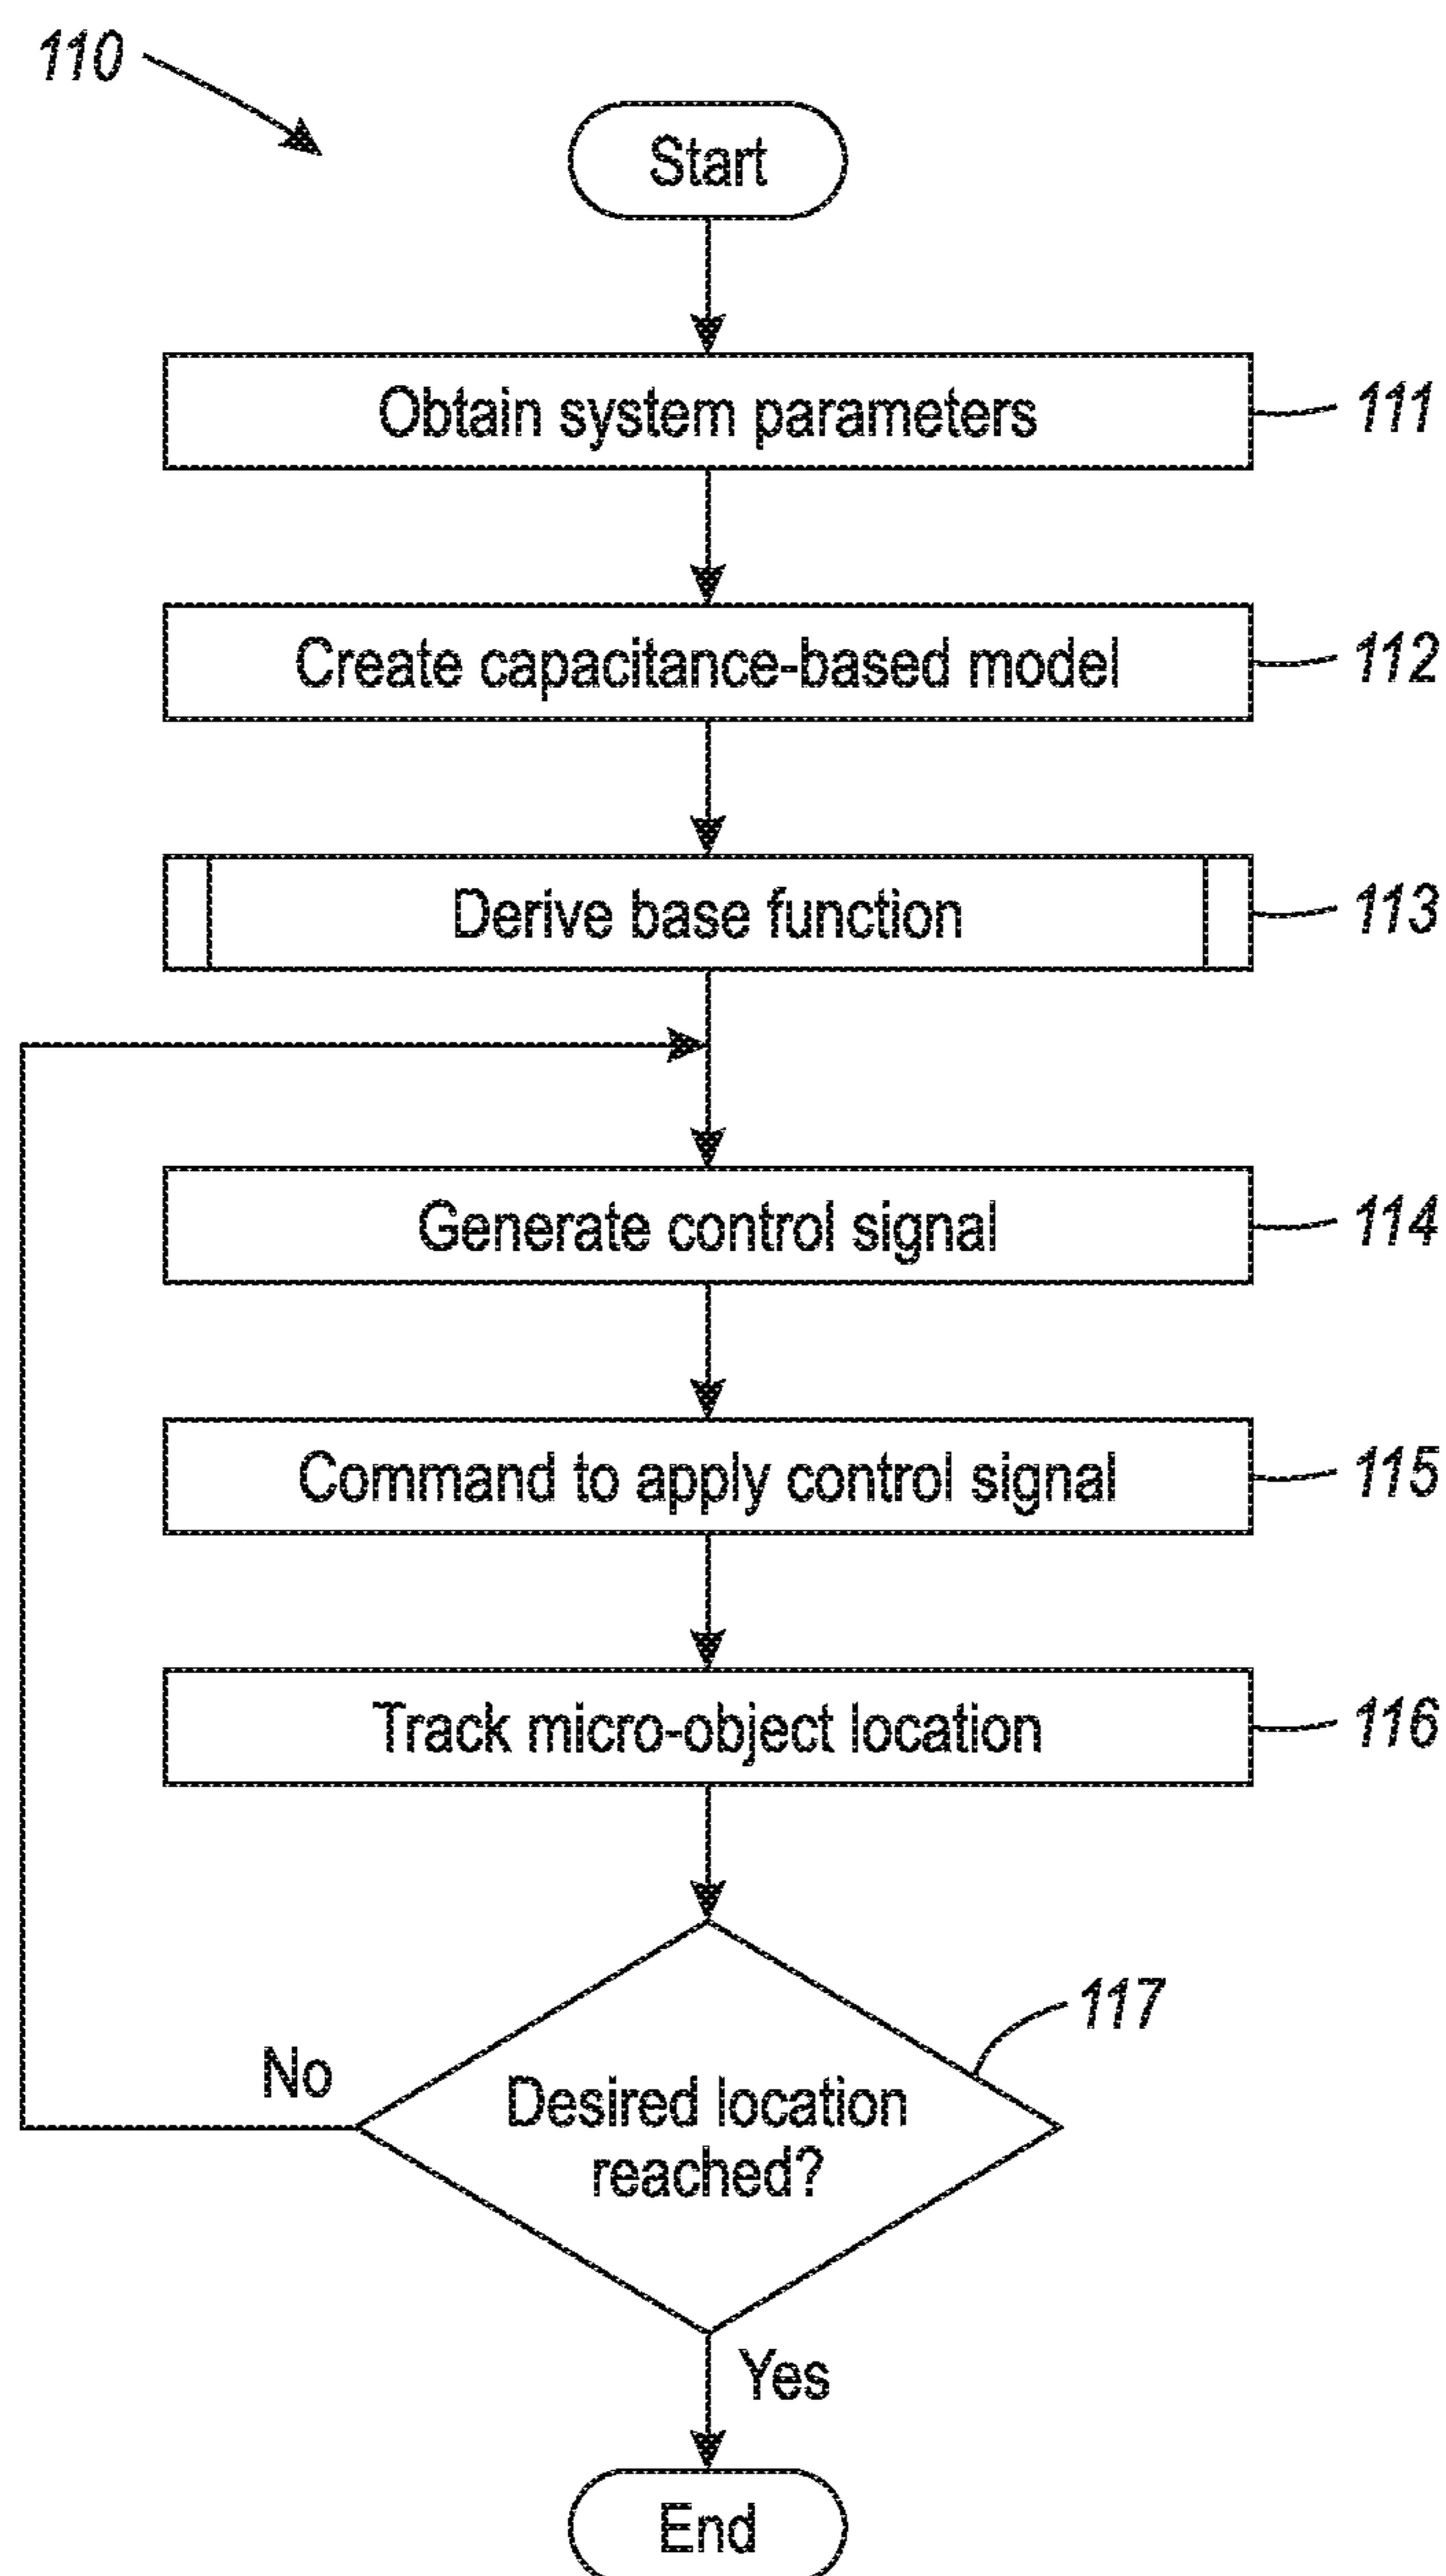 110
Start
Obtain system parameters
111
Create capacitance-based model
112
Derive base function
113
Generate control signal
114
Command to apply control signal
115
Track micro-object location
116
117
No
Desired location
reached?
Yes
End